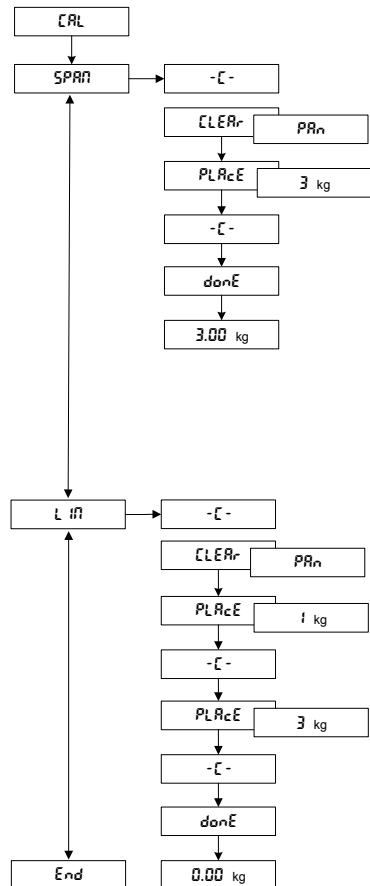 CAL
SPAN -C-
CLEAr PAn
PLAcE 3 kg
-C-
donE
3.00 kg
LIN -C-
CLEAr PAn
PLAcE 1 kg
-C-
PLAcE 3 kg
-C-
donE
End 0.00 kg